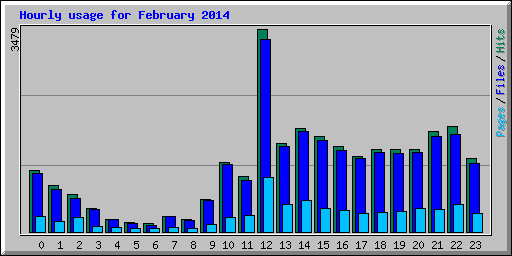 Hourly usage for February 2014
3479
Pages / Files / Hits
0 1 2 3 4 5 6 7 8 9 10 11 12 13 14 15 16 17 18 19 20 21 22 23